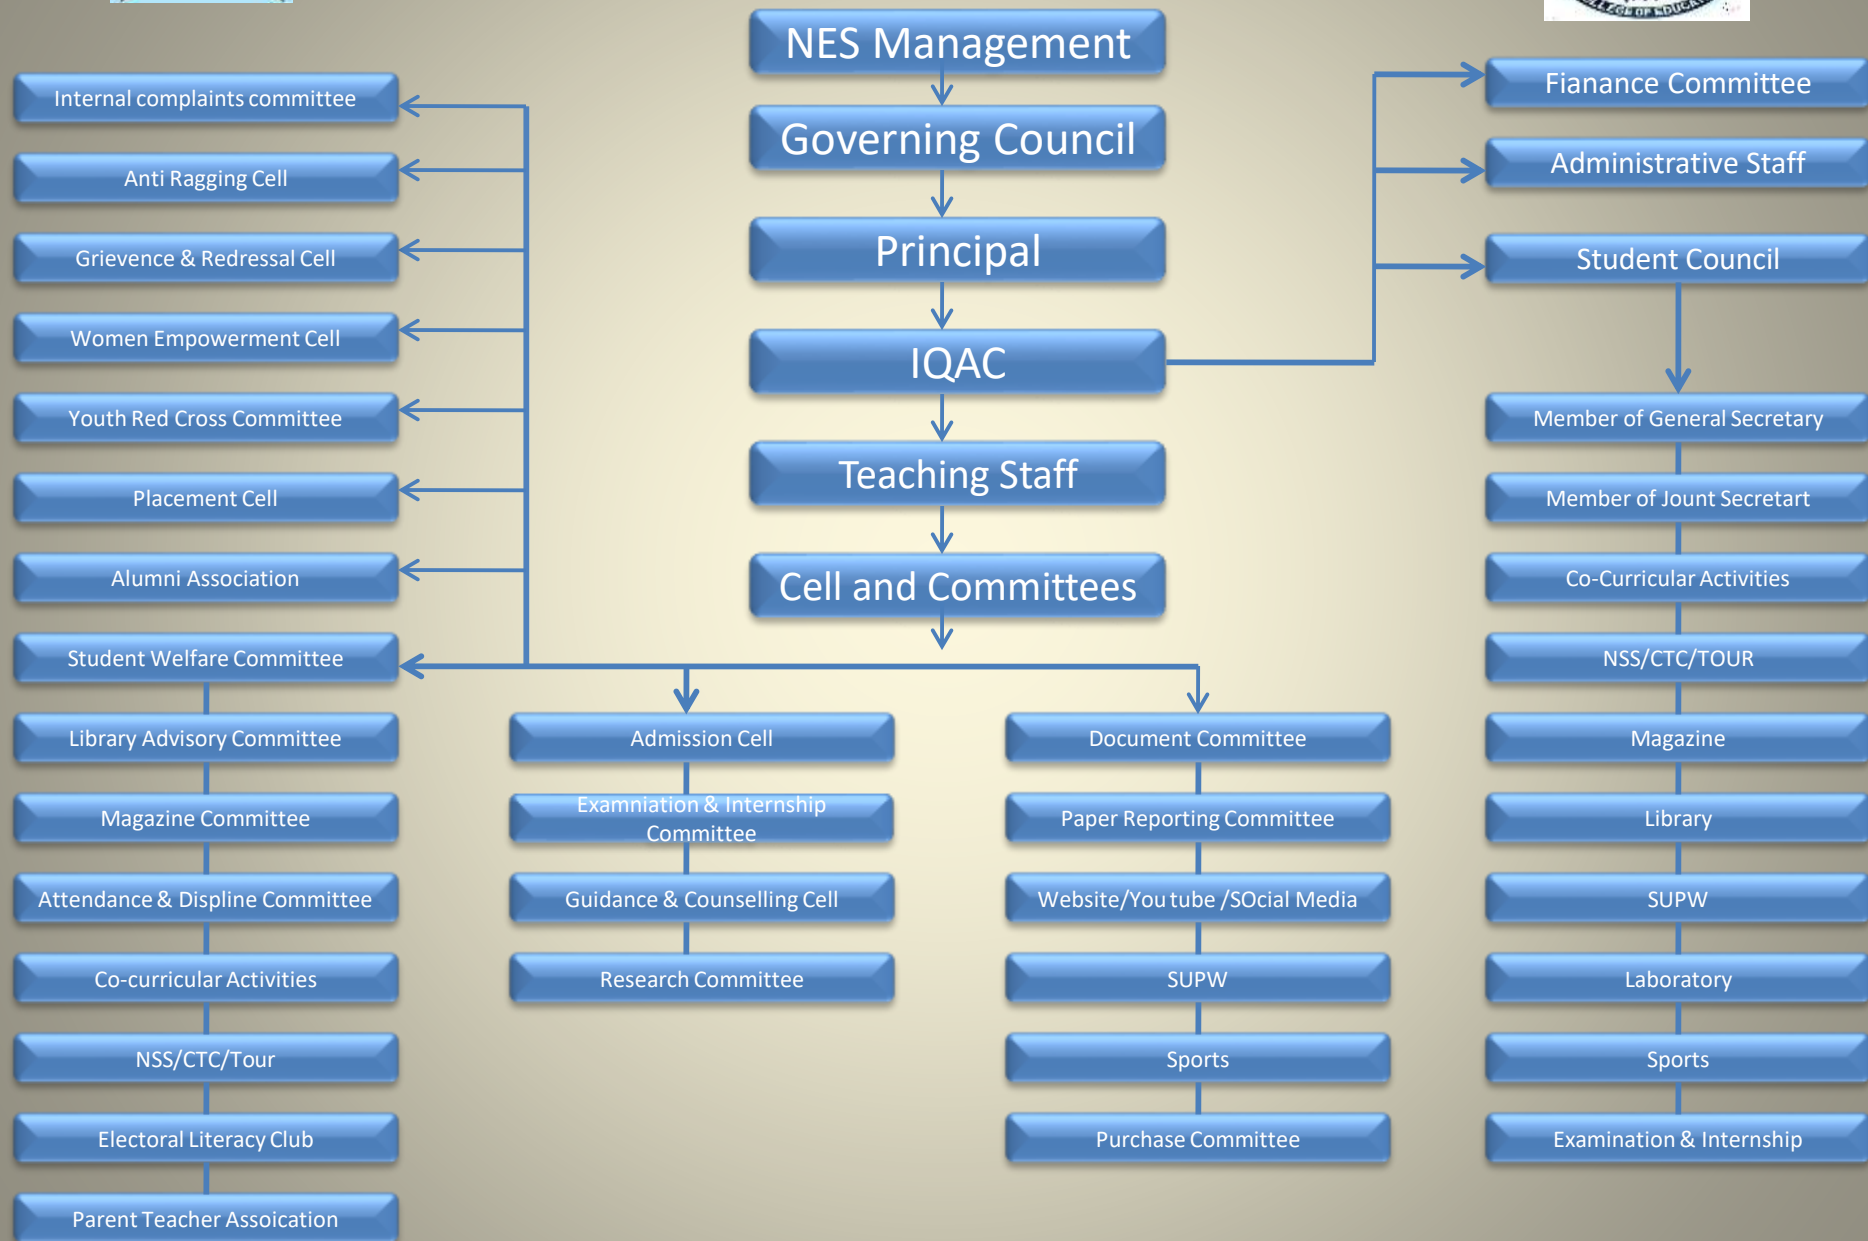 COLLEGE OF EDUCAT
NES Management
Governing Council
Principal
IQAC
Teaching Staff
Cell and Committees
Internal complaints committee
Anti Ragging Cell
Grievence & Redressal Cell
Women Empowerment Cell
Youth Red Cross Committee
Placement Cell
Alumni Association
Student Welfare Committee
Library Advisory Committee
Magazine Committee
Attendance & Displine Committee
Co-curricular Activities
NSS/CTC/Tour
Electoral Literacy Club
Parent Teacher Assoication
Admission Cell
Examniation & Internship
Committee
Guidance & Counselling Cell
Research Committee
Document Committee
Paper Reporting Committee
Website/You tube /SOcial Media
SUPW
Sports
Purchase Committee
Fianance Committee
Administrative Staff
Student Council
Member of General Secretary
Member of Jount Secretart
Co-Curricular Activities
NSS/CTC/TOUR
Magazine
Library
SUPW
Laboratory
Sports
Examination & Internship